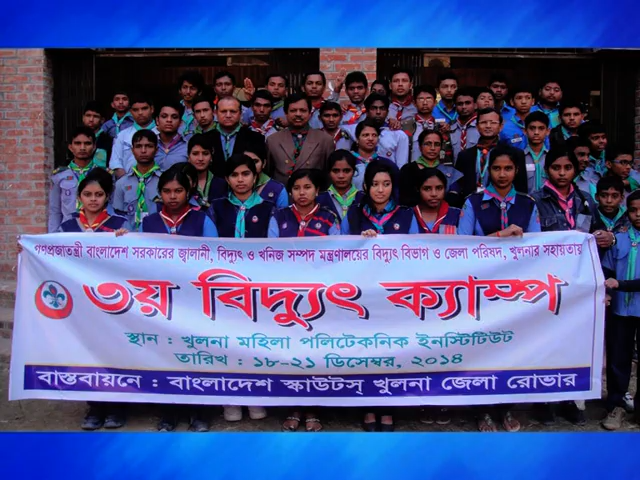 গণপ্রজাতন্ত্রী বাংলাদেশ সরকারের জ্বালানী, বিদ্যুৎ ও খনিজ সম্পদ মন্ত্রণালয়ের বিদ্যুৎ বিভাগ ও জেলা পরিষদ, খুলনার সহায়তায়
৩য় বিদ্যুৎ ক্যাম্প
স্থান : খুলনা মহিলা পলিটেকনিক ইনস্টিটিউট
তারিখ : ১৮-২১ ডিসেম্বর, ২০১৪
বাস্তবায়নে : বাংলাদেশ স্কাউটস্ খুলনা জেলা রোভার